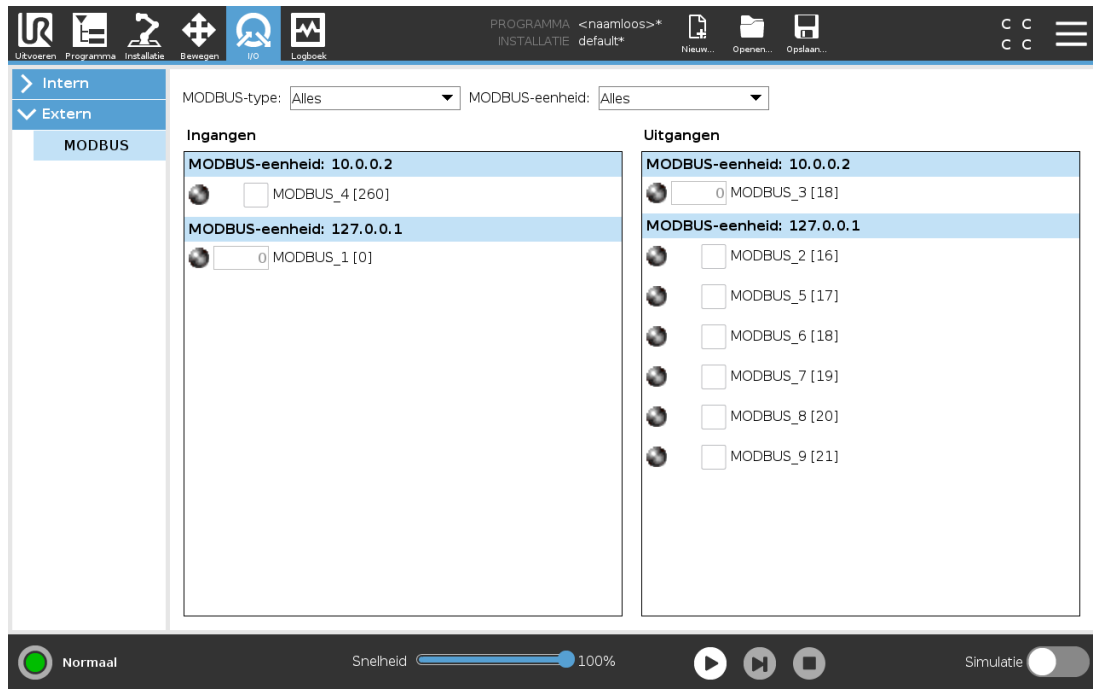 PROGRAMMA <naamloos>*
INSTALLATIE default*
C C
C C
Uitvoeren Programma Installatie Bewegen I/O Logboek Nieuw... Openen... Opslaan...
Intern
Extern
MODBUS
MODBUS-type: Alles MODBUS-eenheid: Alles
Ingangen
MODBUS-eenheid: 10.0.0.2
MODBUS_4 [260]
MODBUS-eenheid: 127.0.0.1
0 MODBUS_1 [0]
Uitgangen
MODBUS-eenheid: 10.0.0.2
0 MODBUS_3 [18]
MODBUS-eenheid: 127.0.0.1
MODBUS_2 [16]
MODBUS_5 [17]
MODBUS_6 [18]
MODBUS_7 [19]
MODBUS_8 [20]
MODBUS_9 [21]
Normaal Snelheid 100% Simulatie